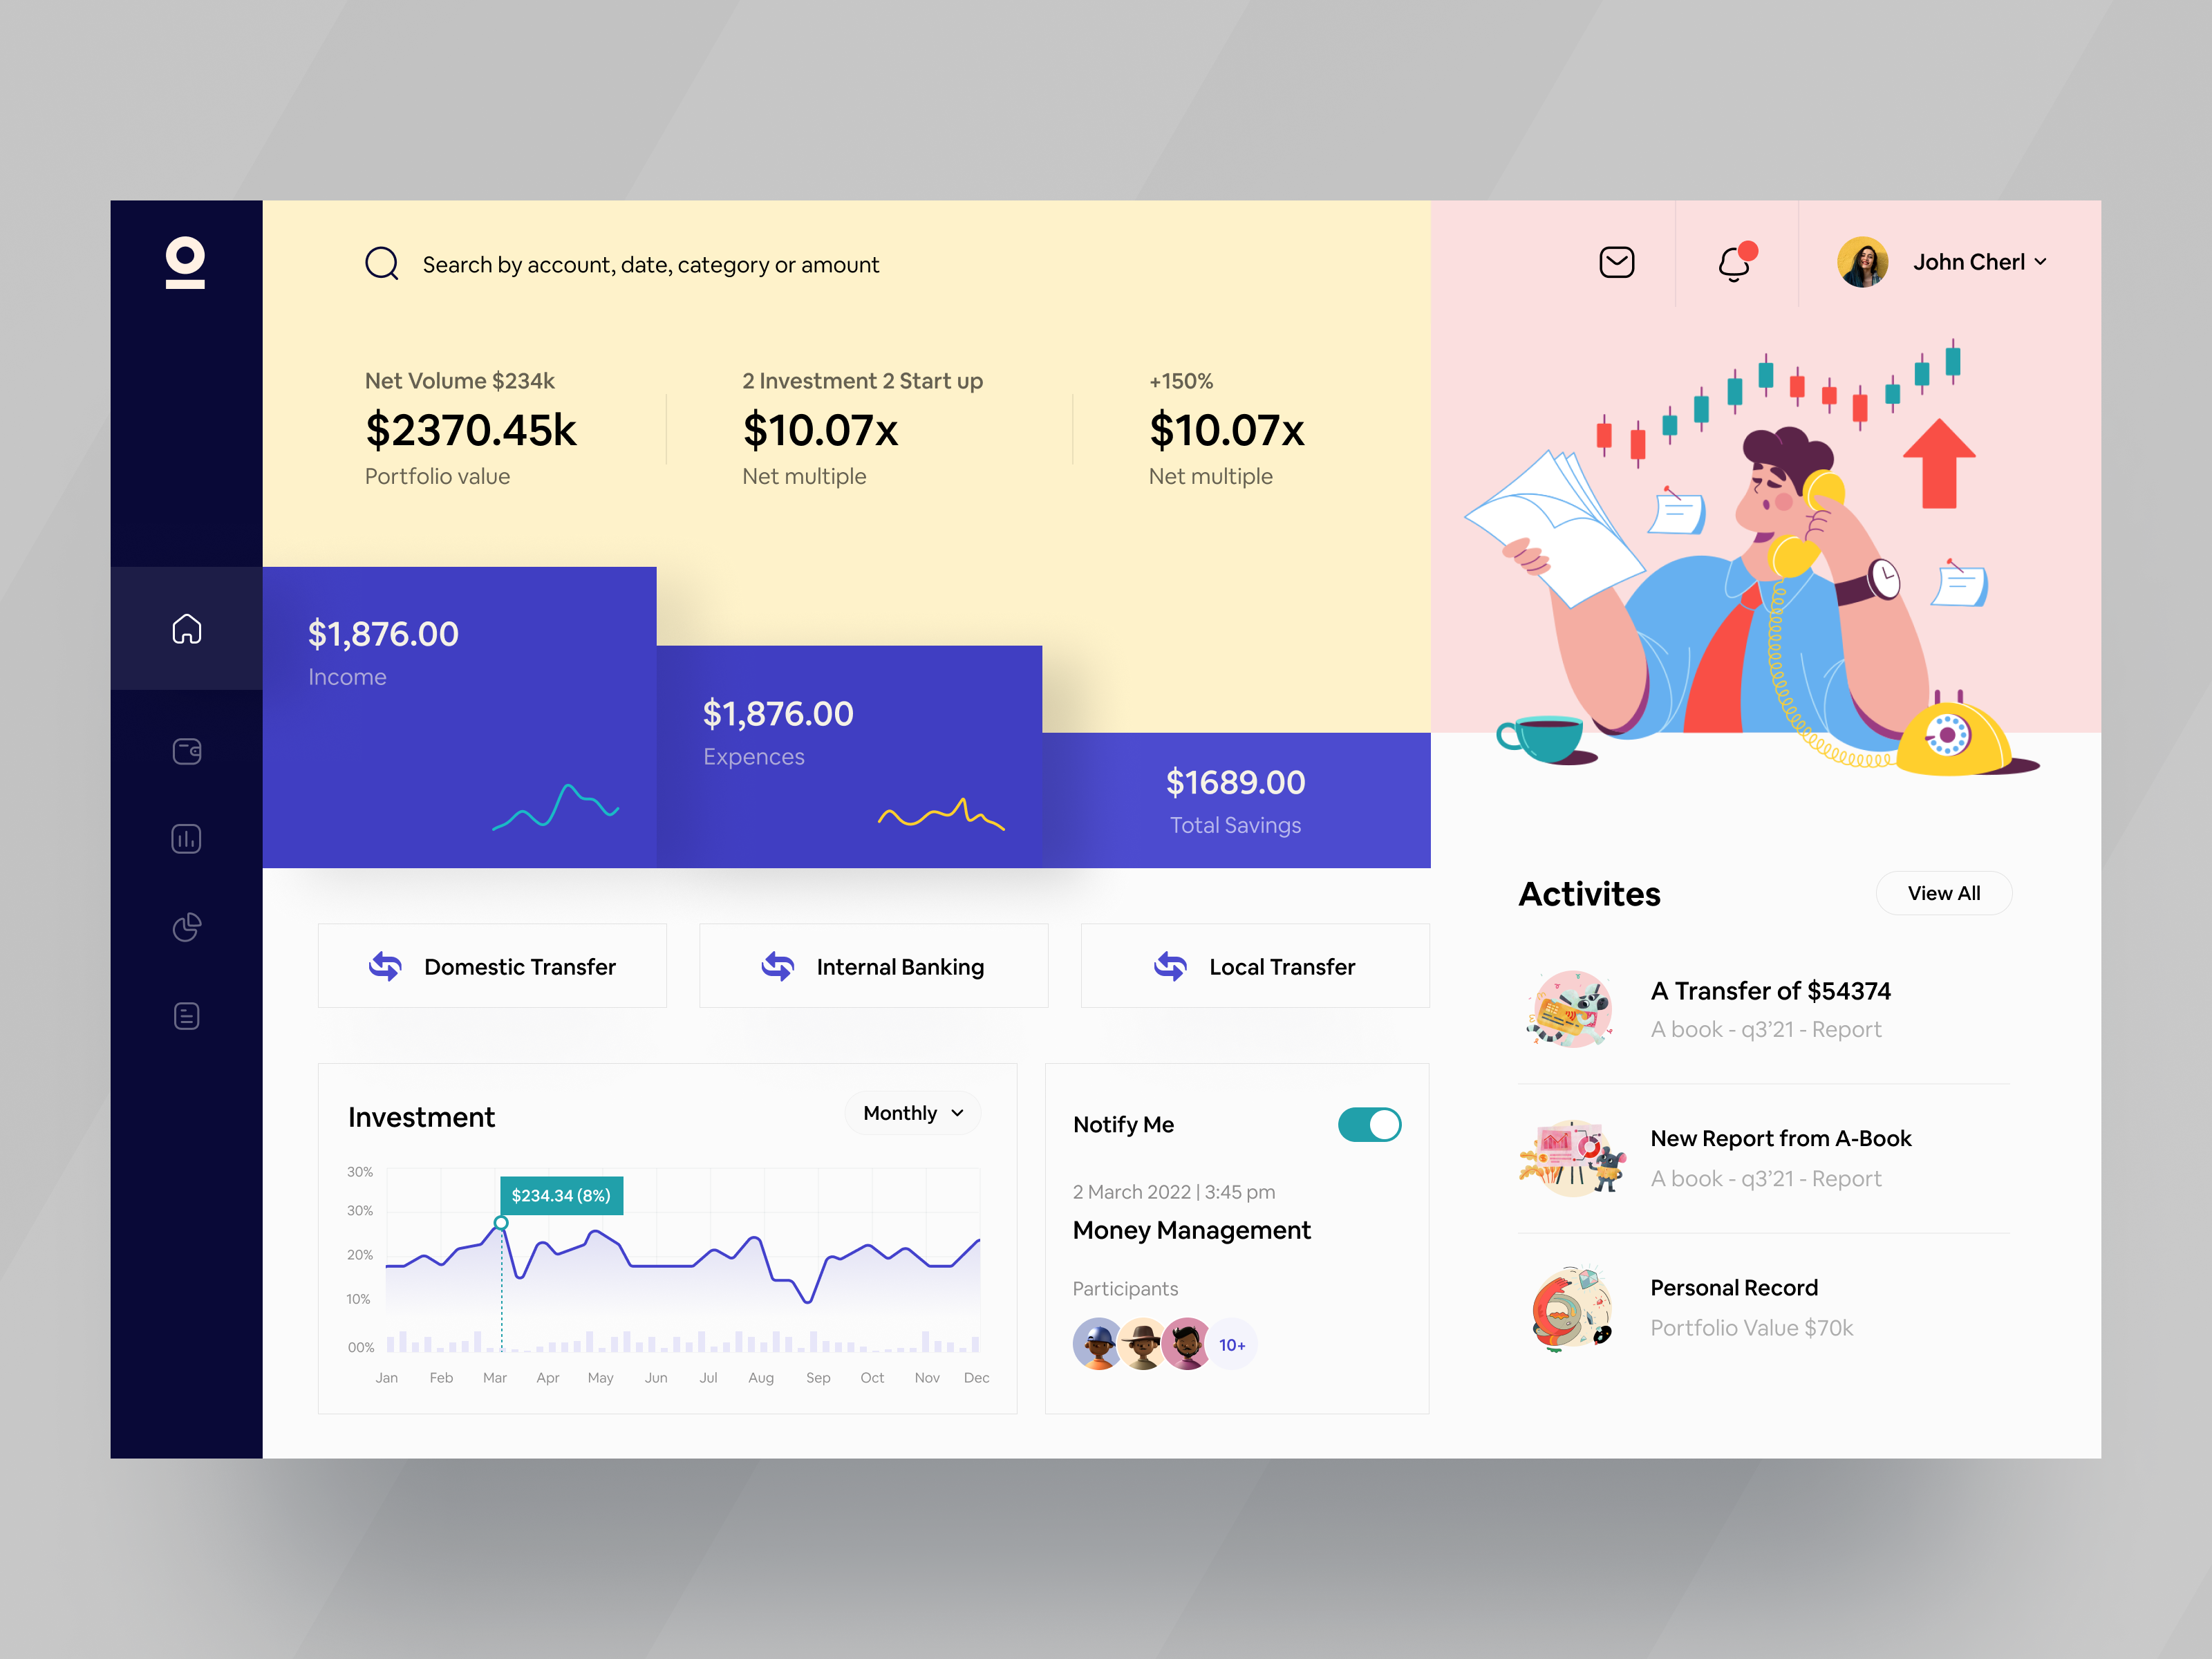 Search by account, date, category or amount
John Cherl
Net Volume $234k
$2370.45k
Portfolio value
2 Investment 2 Start up
$10.07x
Net multiple
+150%
$10.07x
Net multiple
$1,876.00
Income
$1,876.00
Expences
$1689.00
Total Savings
Domestic Transfer
Internal Banking
Local Transfer
Investment
Monthly
30%
$234.34 (8%)
30%
20%
10%
00%
Jan Feb Mar Apr May Jun Jul Aug Sep Oct Nov Dec
Notify Me
2 March 2022 | 3:45 pm
Money Management
Participants
10+
Activites
View All
A Transfer of $54374
A book - q3’21 - Report
New Report from A-Book
A book - q3’21 - Report
Personal Record
Portfolio Value $70k